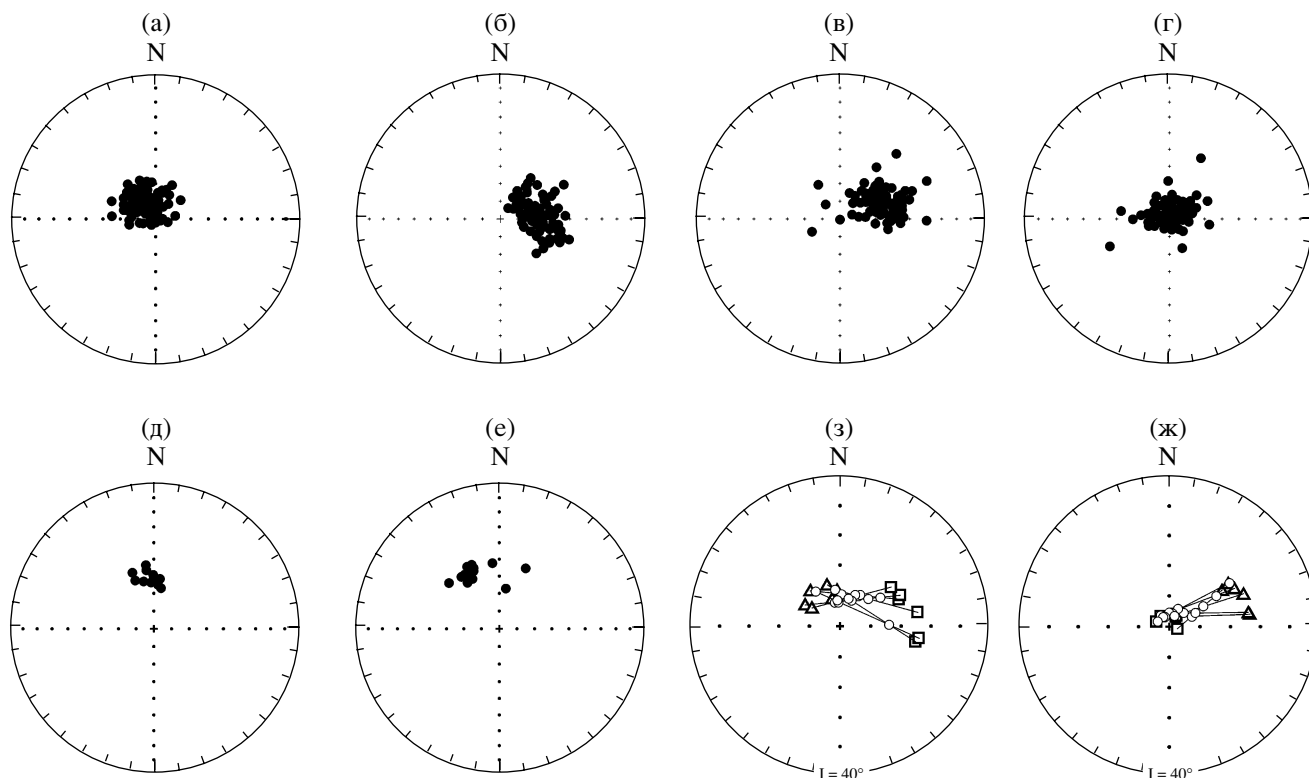 (а) (б) (в) (г)
N N N N
(д) (е) (з) (ж)
N N N N
I = 40° I = 40°